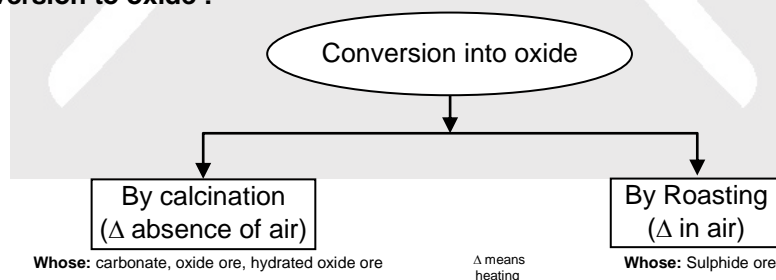 version to oxide :
Conversion into oxide
By calcination
(Δ absence of air)
By Roasting
(Δ in air)
Whose: carbonate, oxide ore, hydrated oxide ore
Δ means
heating
Whose: Sulphide ore